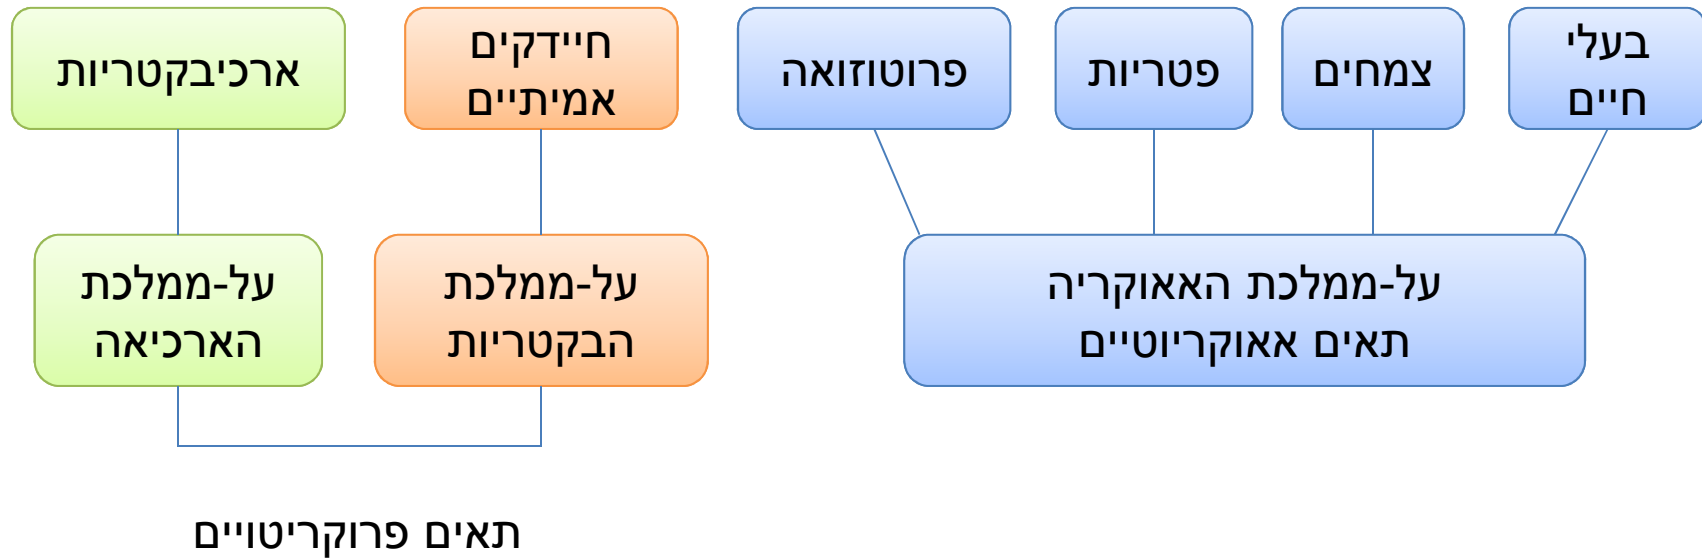 בעלי
חיים
צמחים
פטריות
פרוטוזואה
חיידקים
אמיתיים
ארכיבקטריות
על-ממלכת האאוקריה
תאים אאוקריוטיים
על-ממלכת
הבקטריות
על-ממלכת
הארכיאה
תאים פרוקריטויים